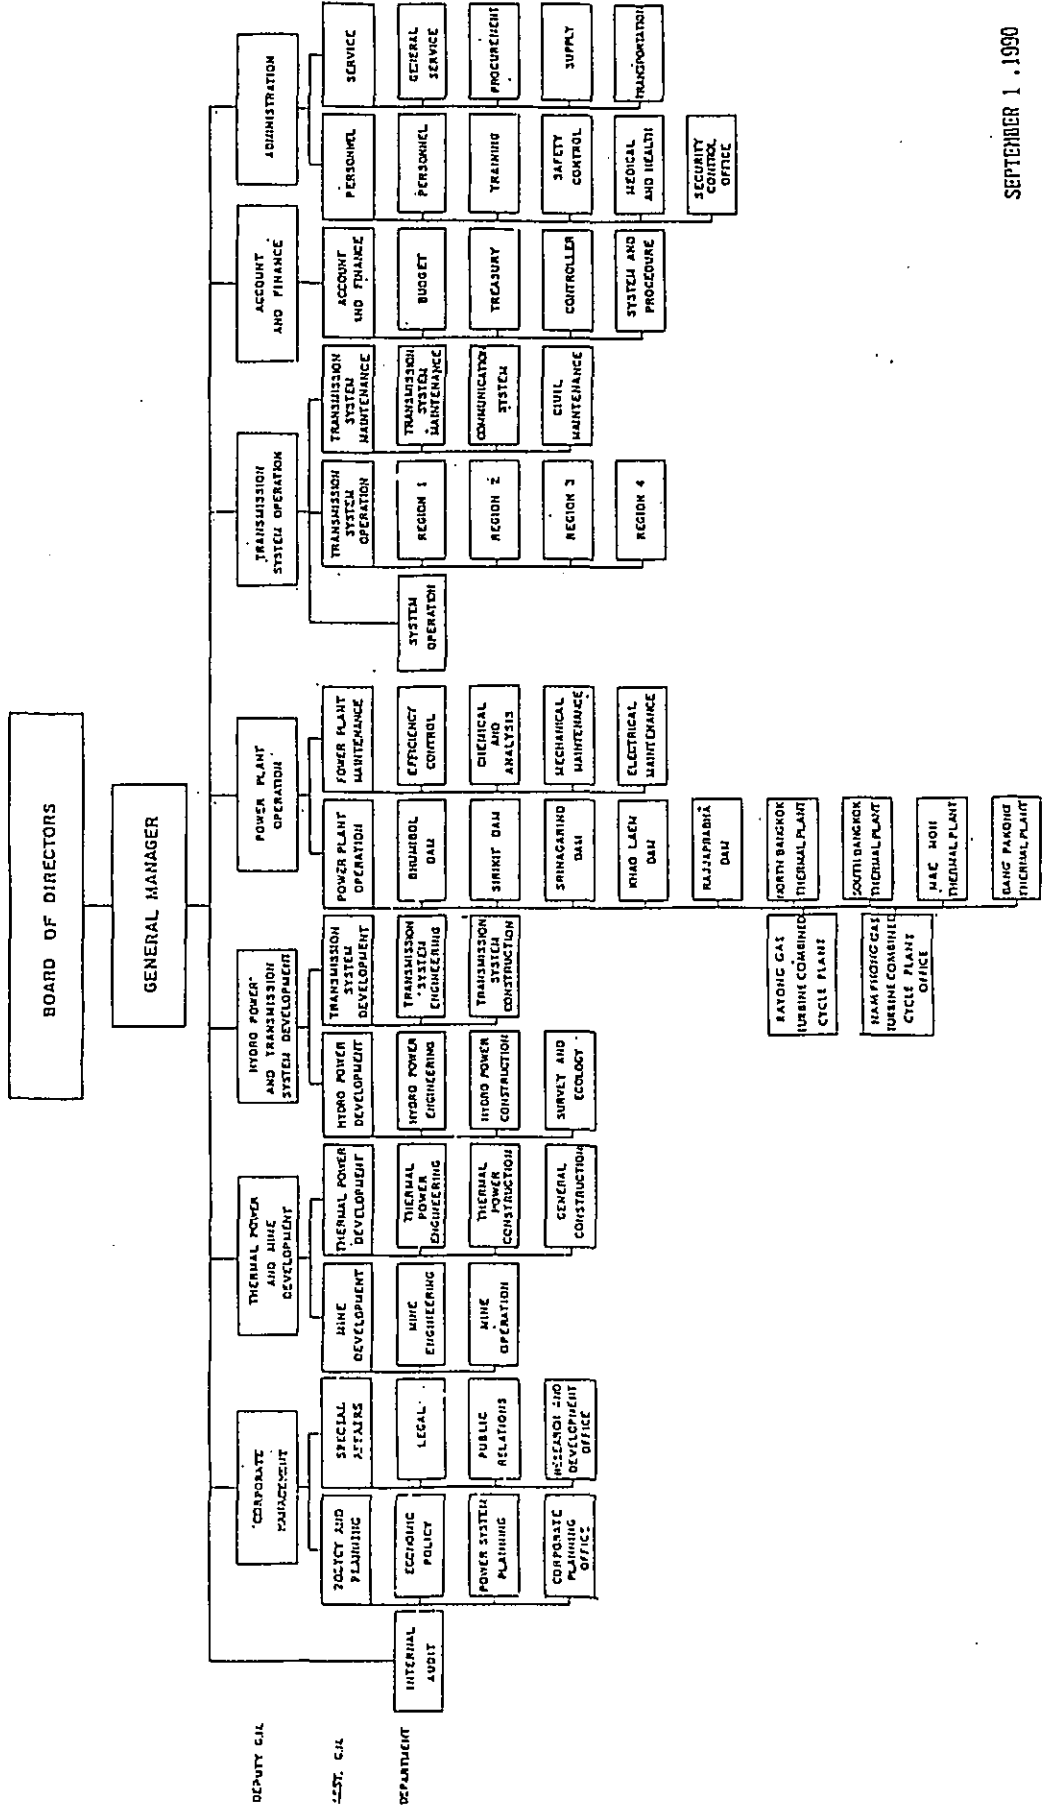 BOARD OF DIRECTORS
GENERAL MANAGER
DEPUTY G.M.
CORPORATE
MANAGEMENT
THERMAL POWER
AND MINE
DEVELOPMENT
HYDRO POWER
AND TRANSMISSION
SYSTEM DEVELOPMENT
POWER PLANT
OPERATION
TRANSMISSION
SYSTEM OPERATION
ACCOUNT
AND FINANCE
ADMINISTRATION
ASST. G.M.
POLICY AND
PLANNING
SPECIAL
AFFAIRS
MINE
DEVELOPMENT
THERMAL POWER
DEVELOPMENT
HYDRO POWER
DEVELOPMENT
TRANSMISSION
SYSTEM
DEVELOPMENT
POWER PLANT
OPERATION
POWER PLANT
MAINTENANCE
TRANSMISSION
SYSTEM
OPERATION
TRANSMISSION
SYSTEM
MAINTENANCE
ACCOUNT
AND FINANCE
PERSONNEL
SERVICE
DEPARTMENT
INTERNAL
AUDIT
ECONOMIC
POLICY
LEGAL
MINE
ENGINEERING
THERMAL
POWER
ENGINEERING
HYDRO POWER
ENGINEERING
TRANSMISSION
SYSTEM
ENGINEERING
BHUMIBOL
DAM
EFFICIENCY
CONTROL
SYSTEM
OPERATION
REGION 1
TRANSMISSION
SYSTEM
MAINTENANCE
BUDGET
PERSONNEL
GENERAL
SERVICE
POWER SYSTEM
PLANNING
PUBLIC
RELATIONS
MINE
OPERATION
THERMAL
POWER
CONSTRUCTION
HYDRO POWER
CONSTRUCTION
TRANSMISSION
SYSTEM
CONSTRUCTION
SIRIKIT DAM
CHEMICAL
AND
ANALYSIS
REGION 2
COMMUNICATION
SYSTEM
TREASURY
TRAINING
PROCUREMENT
CORPORATE
PLANNING
OFFICE
RESEARCH AND
DEVELOPMENT
OFFICE
GENERAL
CONSTRUCTION
SURVEY AND
ECOLOGY
SRINAGARIND
DAM
MECHANICAL
MAINTENANCE
REGION 3
CIVIL
MAINTENANCE
CONTROLLER
SAFETY
CONTROL
SUPPLY
KHAO LAEM
DAM
ELECTRICAL
MAINTENANCE
REGION 4
SYSTEM AND
PROCEDURE
MEDICAL
AND HEALTH
TRANSPORTATION
RAJJAPRABHA
DAM
SECURITY
CONTROL
OFFICE
RAYONG GAS
TURBINE COMBINED
CYCLE PLANT
NORTH BANGKOK
THERMAL PLANT
NAM PHONG GAS
TURBINE COMBINED
CYCLE PLANT
OFFICE
SOUTH BANGKOK
THERMAL PLANT
MAE MOH
THERMAL PLANT
BANG PAKONG
THERMAL PLANT
SEPTEMBER 1 .1990